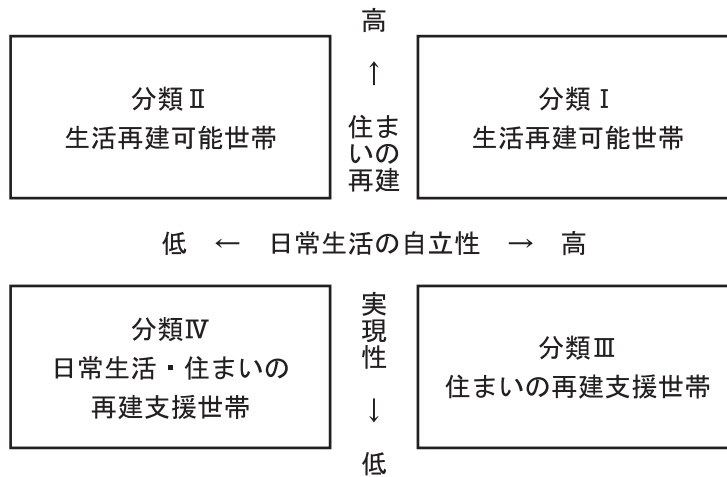 高
↑
住ま
いの
再建
分類Ⅱ
生活再建可能世帯
分類Ⅰ
生活再建可能世帯
低 ← 日常生活の自立性 → 高
分類Ⅳ
日常生活・住まいの
再建支援世帯
実現性
↓
低
分類Ⅲ
住まいの再建支援世帯